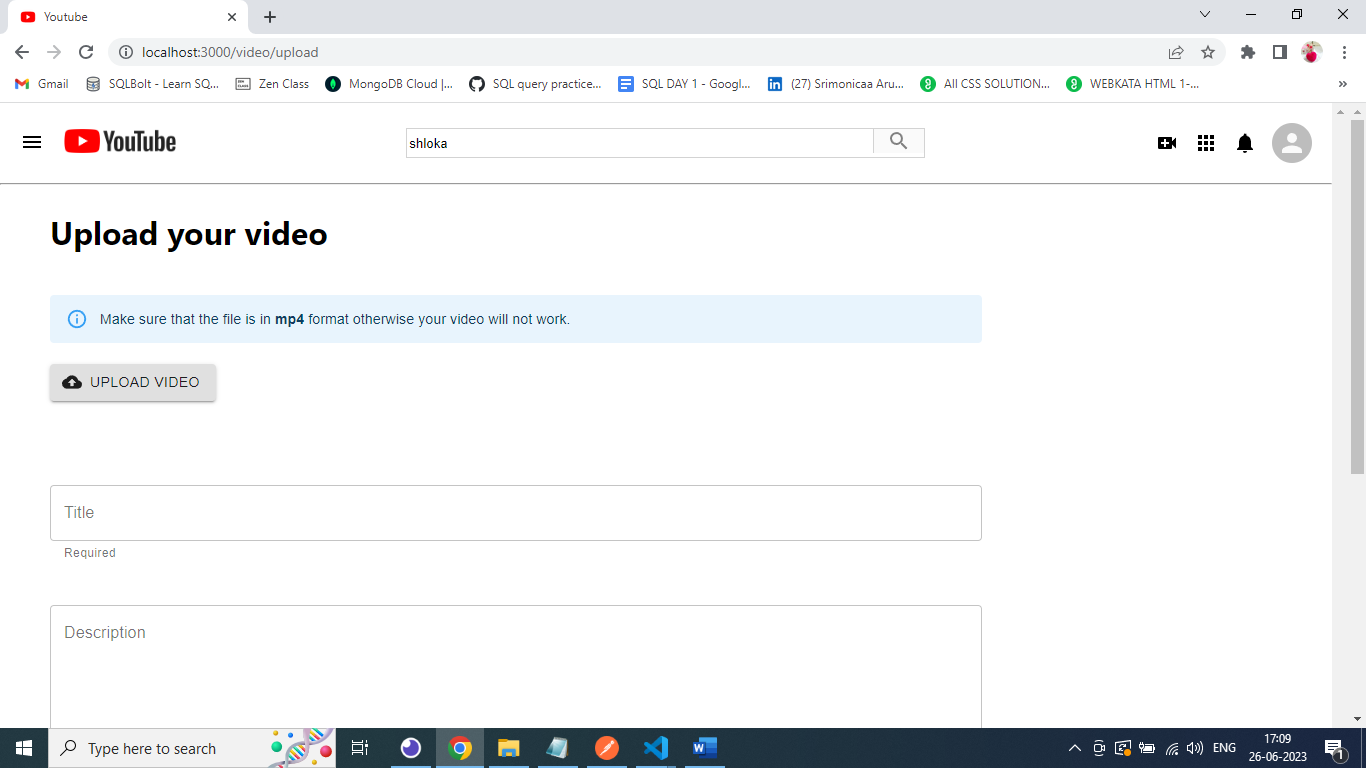 Youtube
localhost:3000/video/upload
Gmail
SQLBolt - Learn SQ...
Zen Class
MongoDB Cloud |...
SQL query practice...
SQL DAY 1 - Googl...
(27) Srimonicaa Aru...
All CSS SOLUTION...
WEBKATA HTML 1-...
YouTube
shloka
Upload your video
Make sure that the file is in mp4 format otherwise your video will not work.
UPLOAD VIDEO
Title
Required
Description
Type here to search
ENG
17:09
26-06-2023
1